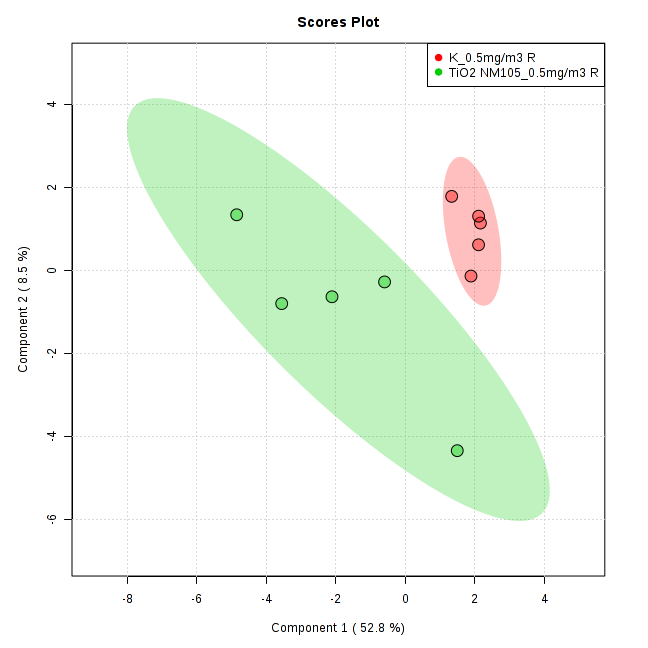 Scores Plot
K_0.5mg/m3 R
TiO2 NM105_0.5mg/m3 R
Component 2 ( 8.5 %)
4
2
0
-2
-4
-6
-8 -6 -4 -2 0 2 4
Component 1 ( 52.8 %)